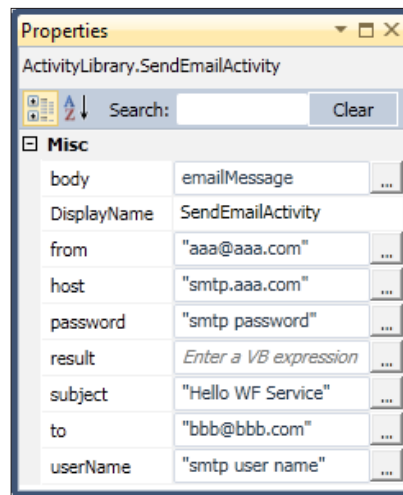 Properties
ActivityLibrary.SendEmailActivity
Search: Clear
Misc
body emailMessage ...
DisplayName SendEmailActivity
from "aaa@aaa.com" ...
host "smtp.aaa.com" ...
password "smtp password" ...
result Enter a VB expression ...
subject "Hello WF Service" ...
to "bbb@bbb.com" ...
userName "smtp user name" ...